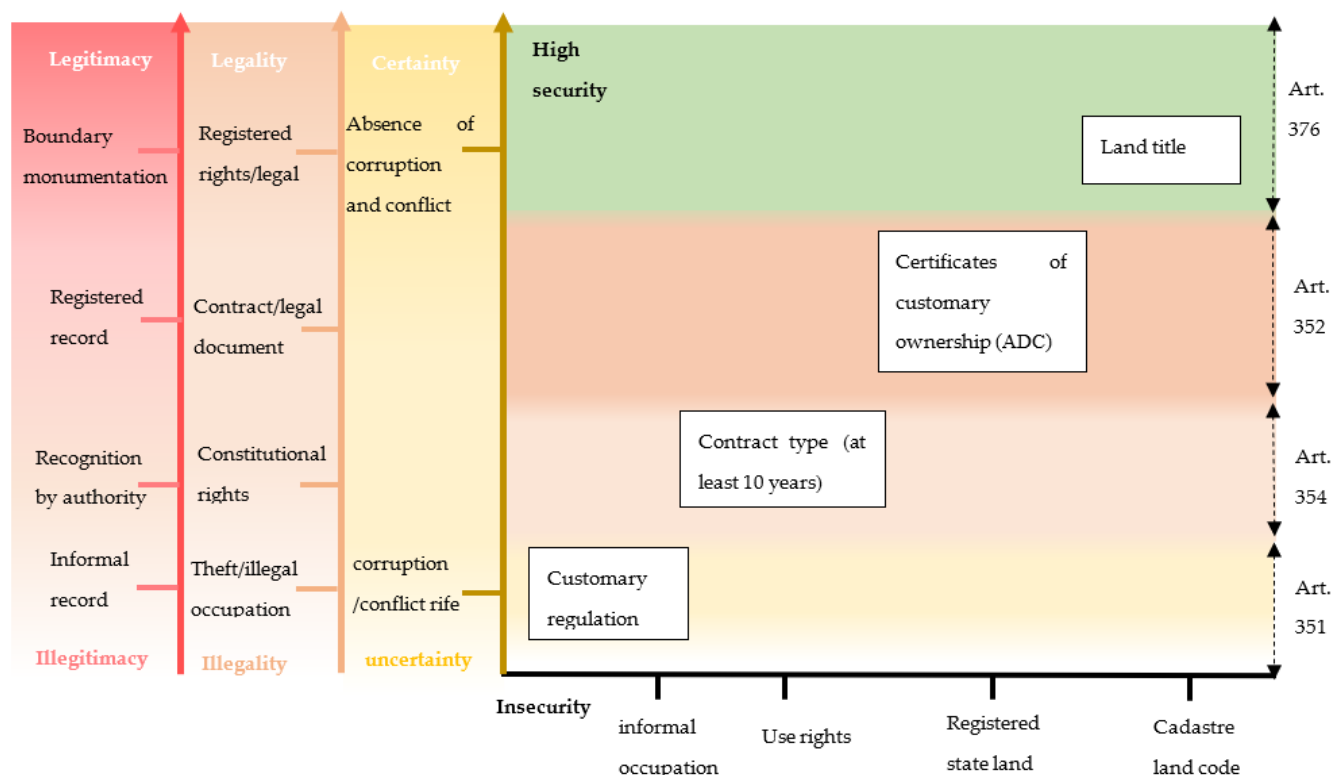 Legitimacy
Boundary
monumentation
Registered
record
Recognition
by authority
Informal
record
Illegitimacy
Legality
Registered
rights/legal
Contract/legal
document
Constitutional
rights
Theft/illegal
occupation
Illegality
Certainty
Absence of
corruption
and conflict
corruption
/conflict rife
uncertainty
High
security
Land title
Certificates of
customary
ownership (ADC)
Contract type (at
least 10 years)
Customary
regulation
Art.
376
Art.
352
Art.
354
Art.
351
Insecurity
informal
occupation
Use rights
Registered
state land
Cadastre
land code